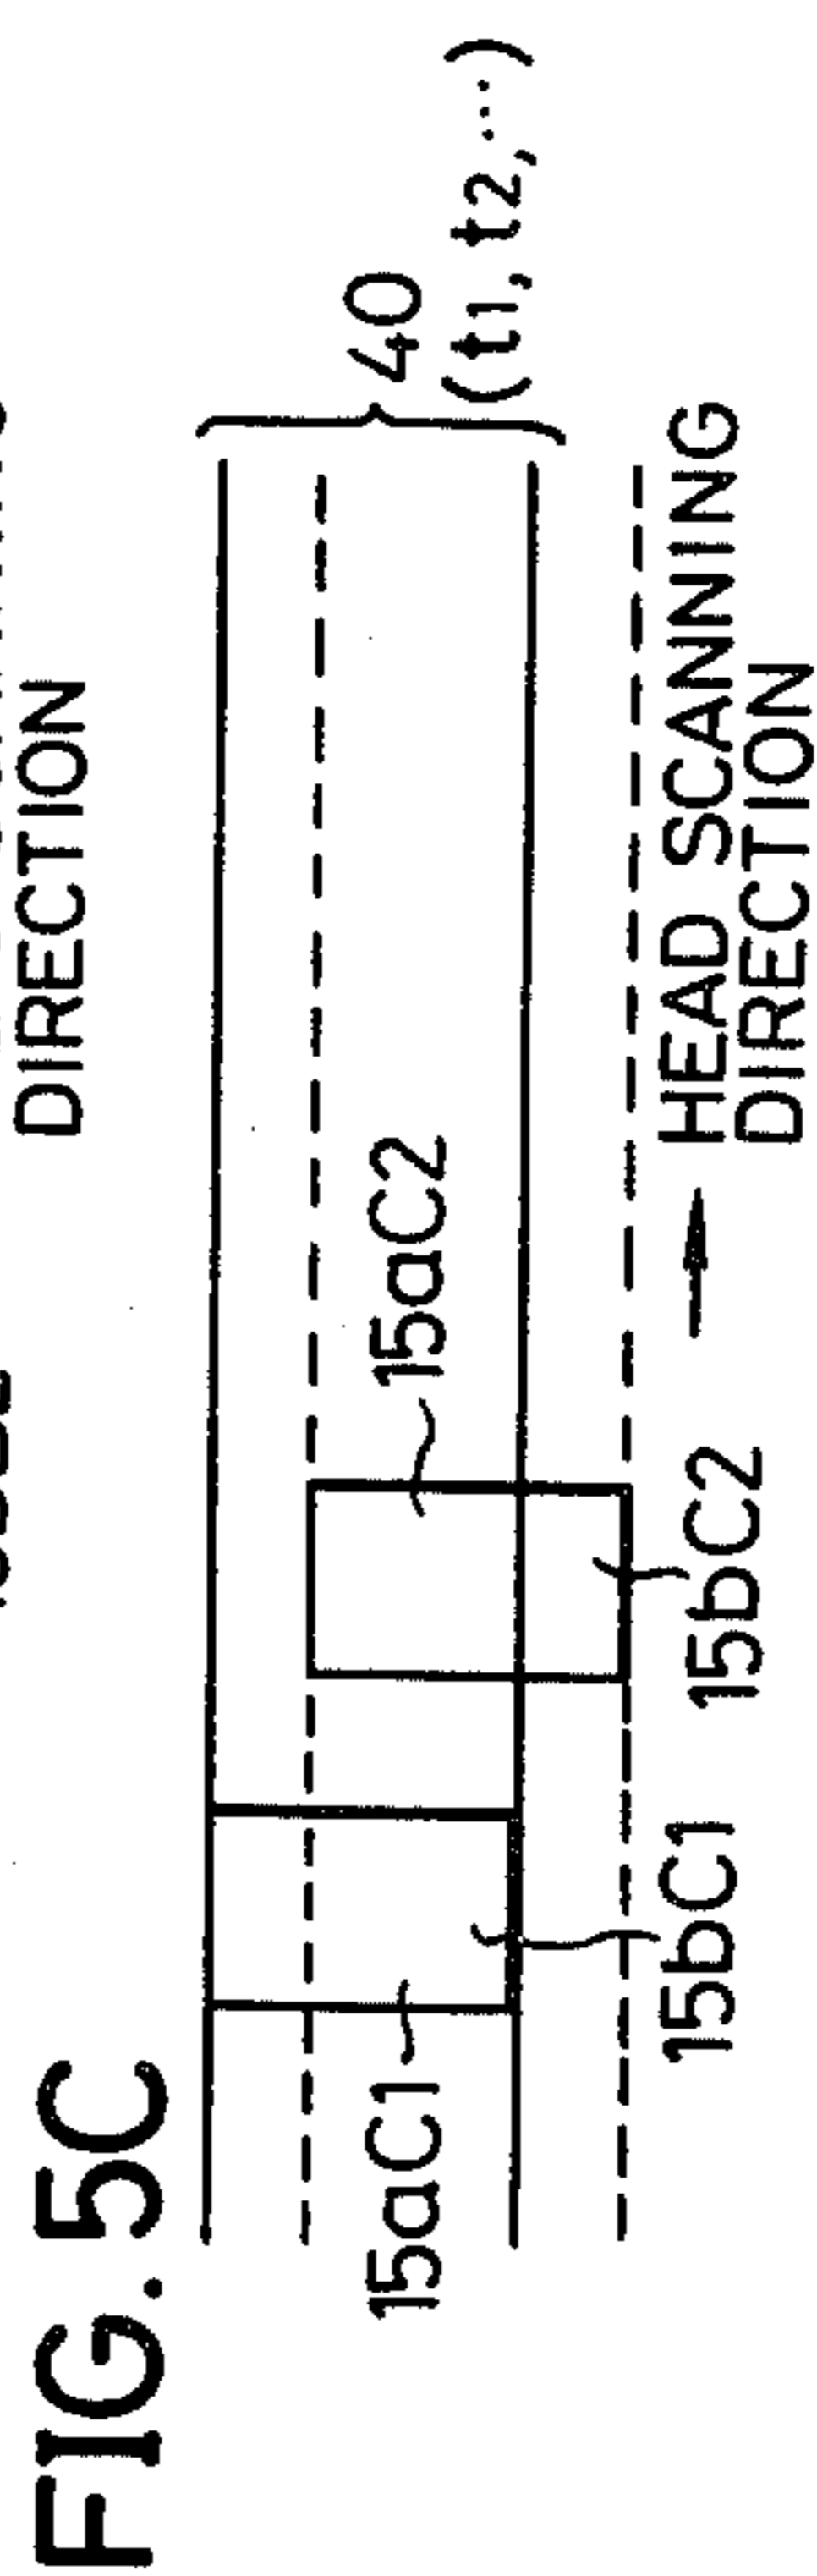 DIRECTION
FIG. 5C
40
(t1, t2, ...)
15aC1
15aC2
15bC1
15bC2
HEAD SCANNING
DIRECTION